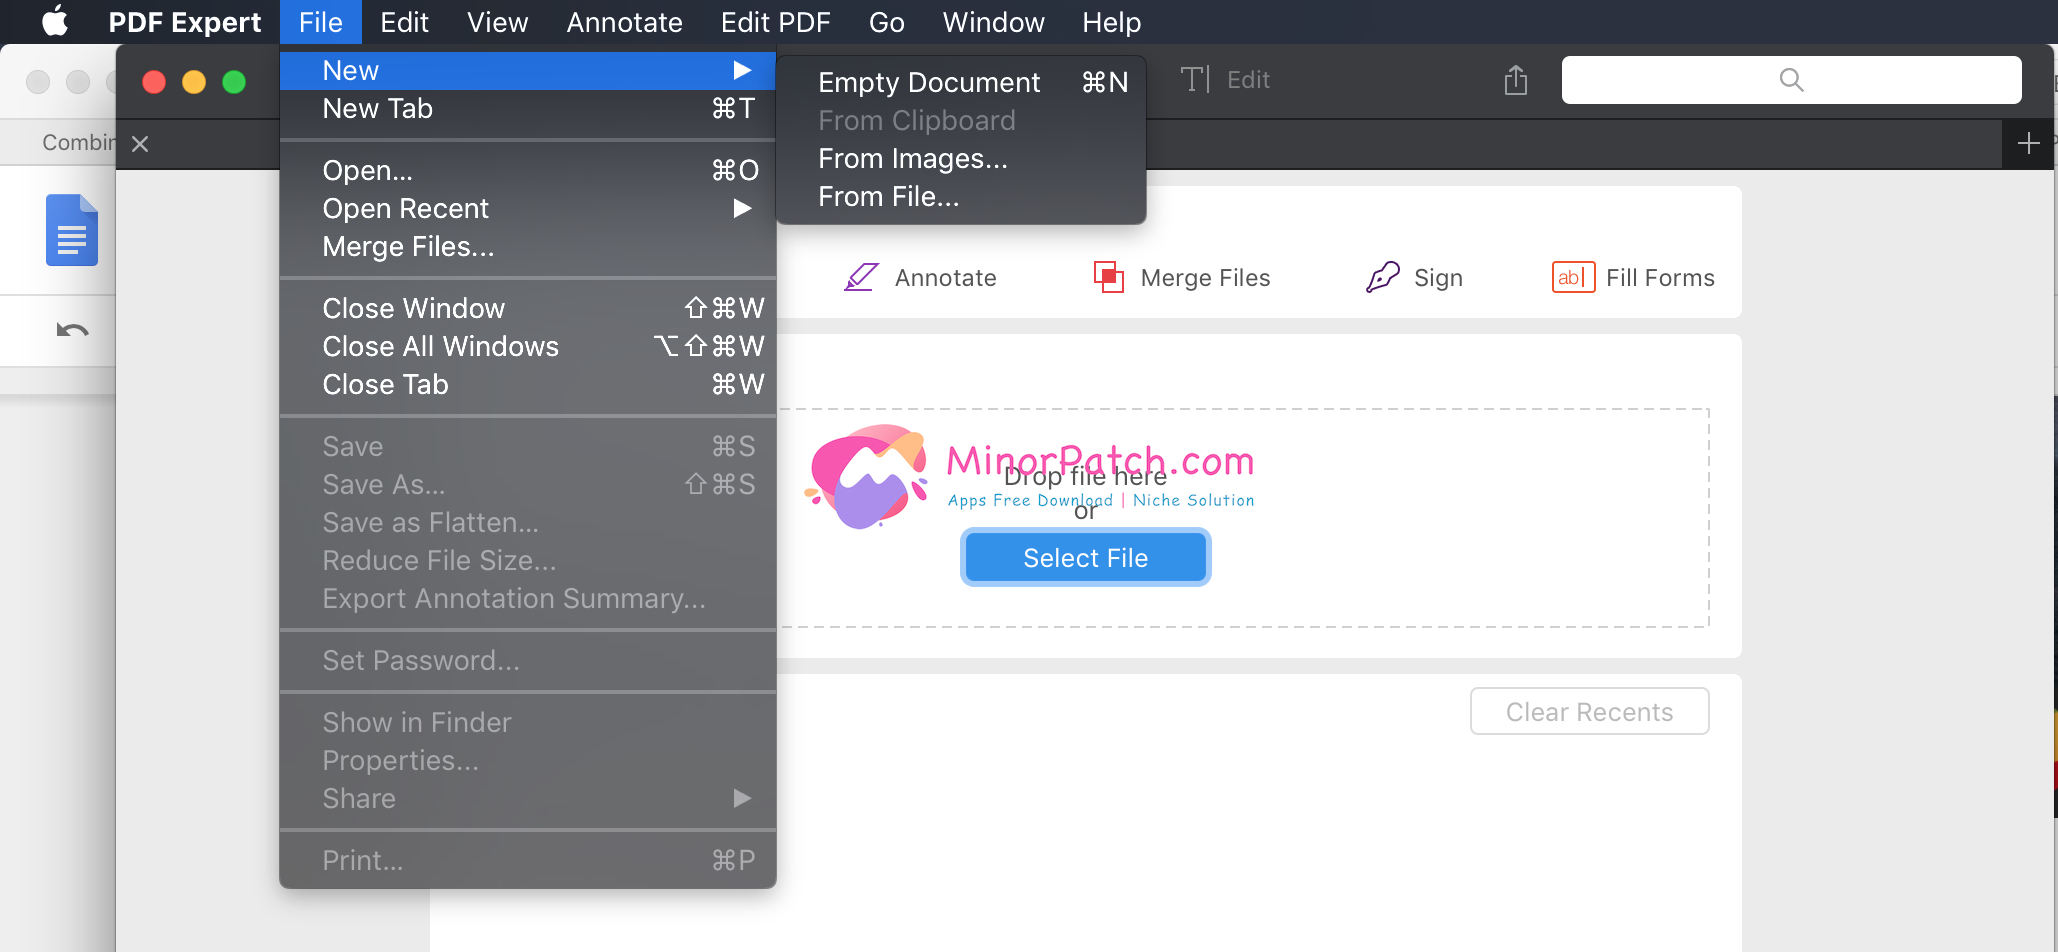 PDF Expert File Edit View Annotate Edit PDF Go Window Help
New
New Tab ⌘T
Open... ⌘O
Open Recent
Merge Files...
Close Window ⇧⌘W
Close All Windows ⌥⇧⌘W
Close Tab ⌘W
Save ⌘S
Save As... ⇧⌘S
Save as Flatten...
Reduce File Size...
Export Annotation Summary...
Set Password...
Show in Finder
Properties...
Share
Print... ⌘P
Empty Document ⌘N
From Clipboard
From Images...
From File...
T| Edit
Combin
Annotate Merge Files Sign ab| Fill Forms
MinorPatch.com
Drop file here
Apps Free Download | Niche Solution
or
Select File
Clear Recents